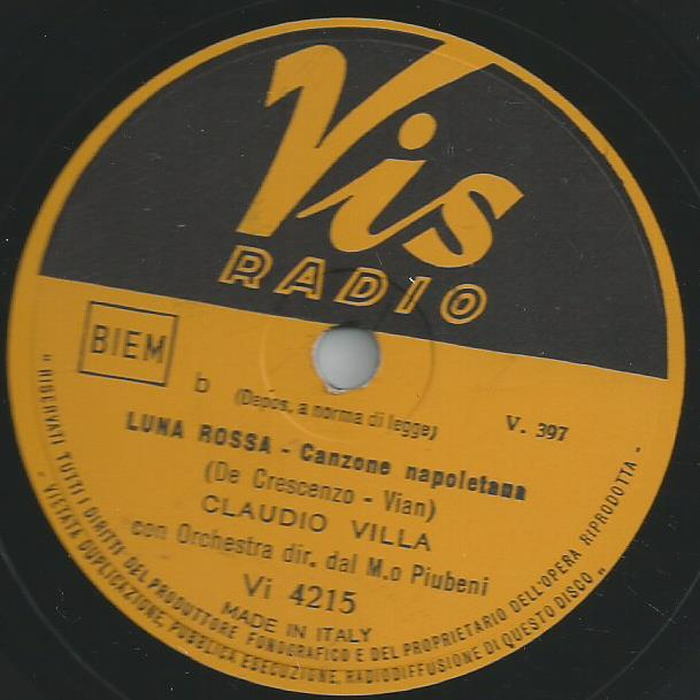 Vis
RADIO
BIEM
b
(Depos. a norma di legge)
V. 397
LUNA ROSSA - Canzone napoletana
(De Crescenzo - Vian)
CLAUDIO VILLA
con Orchestra dir. dal M.o Piubeni
Vi 4215
MADE IN ITALY
"RISERVATI TUTTI I DIRITTI DEL PRODUTTORE FONOGRAFICO E DEL PROPRIETARIO DELL'OPERA RIPRODOTTA -
- VIETATA DUPLICAZIONE, PUBBLICA ESECUZIONE, RADIODIFFUSIONE DI QUESTO DISCO "